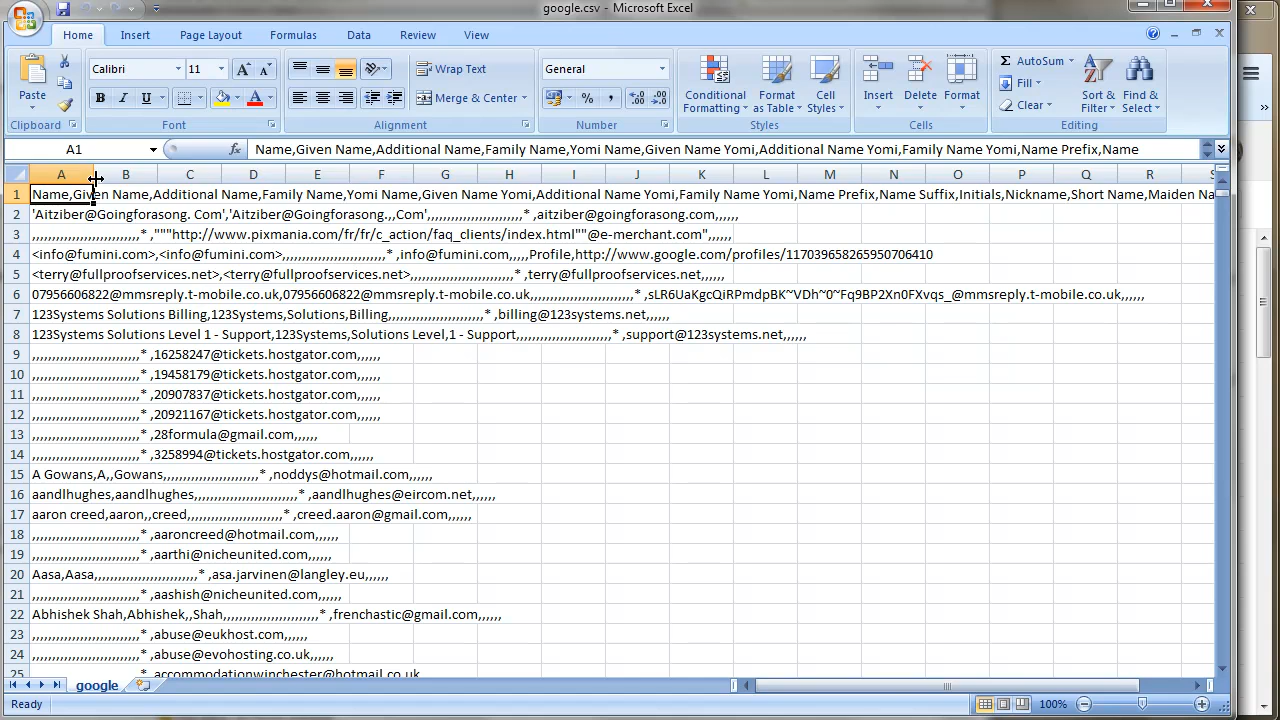 google.csv - Microsoft Excel
Home Insert Page Layout Formulas Data Review View
Paste
Clipboard
Calibri 11
B I U
Font
Wrap Text
Merge & Center
Alignment
General
% ,
Number
Conditional Formatting
Format as Table
Cell Styles
Styles
Insert Delete Format
Cells
Σ AutoSum
Fill
Clear
Sort & Filter
Find & Select
Editing
A1 fx Name,Given Name,Additional Name,Family Name,Yomi Name,Given Name Yomi,Additional Name Yomi,Family Name Yomi,Name Prefix,Name
A B C D E F G H I J K L M N O P Q R S
1 Name,Given Name,Additional Name,Family Name,Yomi Name,Given Name Yomi,Additional Name Yomi,Family Name Yomi,Name Prefix,Name Suffix,Initials,Nickname,Short Name,Maiden Na
2 'Aitziber@Goingforasong. Com','Aitziber@Goingforasong.,,Com',,,,,,,,,,,,,,,,,,,,,,,,* ,aitziber@goingforasong.com,,,,,,
3 ,,,,,,,,,,,,,,,,,,,,,,,,,,,* ,"""http://www.pixmania.com/fr/fr/c_action/faq_clients/index.html""@e-merchant.com",,,,,,
4 <info@fumini.com>,<info@fumini.com>,,,,,,,,,,,,,,,,,,,,,,,,,,* ,info@fumini.com,,,,Profile,http://www.google.com/profiles/117039658265950706410
5 <terry@fullproofservices.net>,<terry@fullproofservices.net>,,,,,,,,,,,,,,,,,,,,,,,,,,* ,terry@fullproofservices.net,,,,,,
6 07956606822@mmsreply.t-mobile.co.uk,07956606822@mmsreply.t-mobile.co.uk,,,,,,,,,,,,,,,,,,,,,,,,,,* ,sLR6UaKgcQiRPmdpBK~VDh~0~Fq9BP2Xn0FXvqs_@mmsreply.t-mobile.co.uk,,,,,,
7 123Systems Solutions Billing,123Systems,Solutions,Billing,,,,,,,,,,,,,,,,,,,,,,,,* ,billing@123systems.net,,,,,,
8 123Systems Solutions Level 1 - Support,123Systems,Solutions Level,1 - Support,,,,,,,,,,,,,,,,,,,,,,,,* ,support@123systems.net,,,,,,
9 ,,,,,,,,,,,,,,,,,,,,,,,,,,,* ,16258247@tickets.hostgator.com,,,,,,
10 ,,,,,,,,,,,,,,,,,,,,,,,,,,,* ,19458179@tickets.hostgator.com,,,,,,
11 ,,,,,,,,,,,,,,,,,,,,,,,,,,,* ,20907837@tickets.hostgator.com,,,,,,
12 ,,,,,,,,,,,,,,,,,,,,,,,,,,,* ,20921167@tickets.hostgator.com,,,,,,
13 ,,,,,,,,,,,,,,,,,,,,,,,,,,,* ,28formula@gmail.com,,,,,,
14 ,,,,,,,,,,,,,,,,,,,,,,,,,,,* ,3258994@tickets.hostgator.com,,,,,,
15 A Gowans,A,,Gowans,,,,,,,,,,,,,,,,,,,,,,,,* ,noddys@hotmail.com,,,,,,
16 aandlhughes,aandlhughes,,,,,,,,,,,,,,,,,,,,,,,,,,* ,aandlhughes@eircom.net,,,,,,
17 aaron creed,aaron,,creed,,,,,,,,,,,,,,,,,,,,,,,,* ,creed.aaron@gmail.com,,,,,,
18 ,,,,,,,,,,,,,,,,,,,,,,,,,,,* ,aaroncreed@hotmail.com,,,,,,
19 ,,,,,,,,,,,,,,,,,,,,,,,,,,,* ,aarthi@nicheunited.com,,,,,,
20 Aasa,Aasa,,,,,,,,,,,,,,,,,,,,,,,,,,* ,asa.jarvinen@langley.eu,,,,,,
21 ,,,,,,,,,,,,,,,,,,,,,,,,,,,* ,aashish@nicheunited.com,,,,,,
22 Abhishek Shah,Abhishek,,Shah,,,,,,,,,,,,,,,,,,,,,,,,* ,frenchastic@gmail.com,,,,,,
23 ,,,,,,,,,,,,,,,,,,,,,,,,,,,* ,abuse@eukhost.com,,,,,,
24 ,,,,,,,,,,,,,,,,,,,,,,,,,,,* ,abuse@evohosting.co.uk,,,,,,
25 ,,,,,,,,,,,,,,,,,,,,,,,,,,,* ,accommodationwinchester@hotmail.co.uk
google
Ready 100%